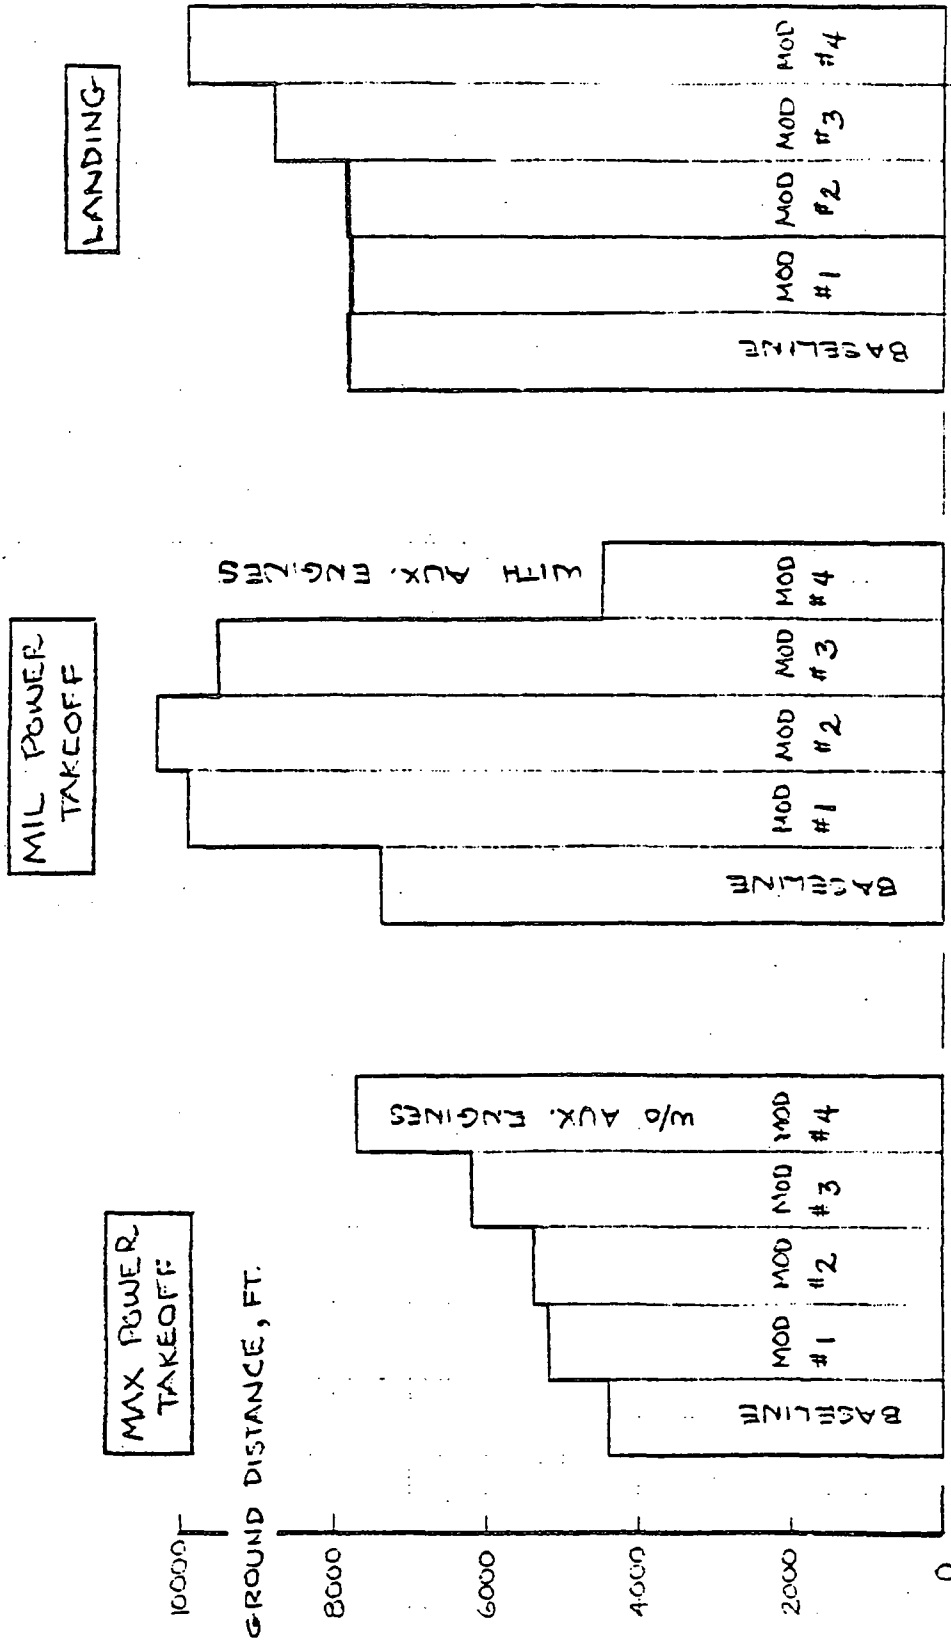 MAX POWER
TAKEOFF
MIL POWER
TAKEOFF
LANDING
GROUND DISTANCE, FT.
10000
8000
6000
4000
2000
0
BASELINE
MOD
#1
MOD
#2
MOD
#3
MOD
#4
W/O AUX. ENGINES
BASELINE
MOD
#1
MOD
#2
MOD
#3
MOD
#4
WITH AUX. ENGINES
BASELINE
MOD
#1
MOD
#2
MOD
#3
MOD
#4